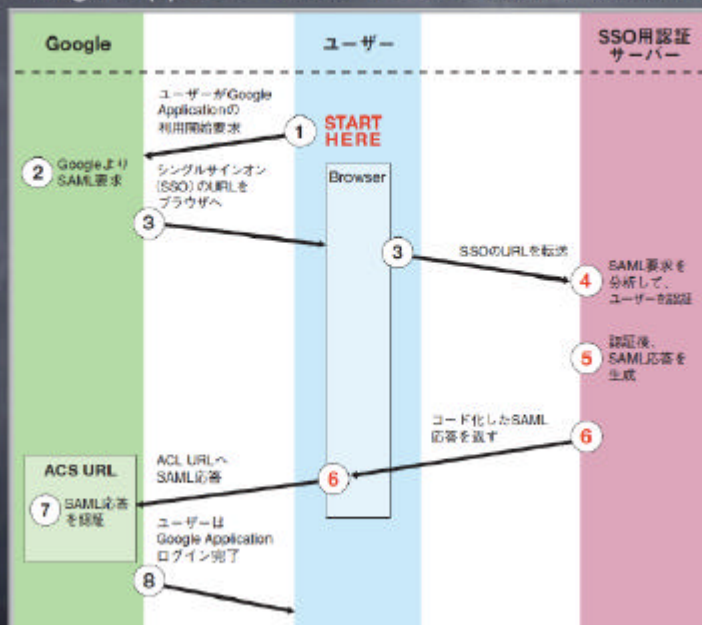 Google
ユーザー
SSO用認証
サーバー
ユーザーがGoogle
Applicationの
利用開始要求
1
START
HERE
2
Googleより
SAML要求
シングルサインオン
(SSO)のURLを
ブラウザへ
Browser
3
3
SSOのURLを転送
4
SAML要求を
分析して、
ユーザーを認証
5
認証後、
SAML応答を
生成
コード化したSAML
応答を返す
6
ACL URLへ
SAML応答
6
ACS URL
7
SAML応答
を認証
ユーザーは
Google Application
ログイン完了
8